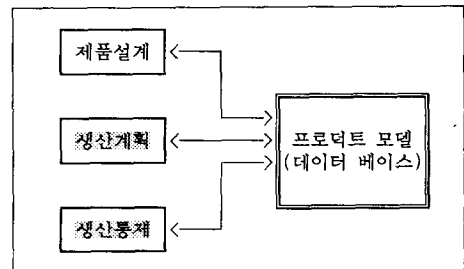 제품설계
생산계획
생산통제
프로덕트 모델
(데이터 베이스)